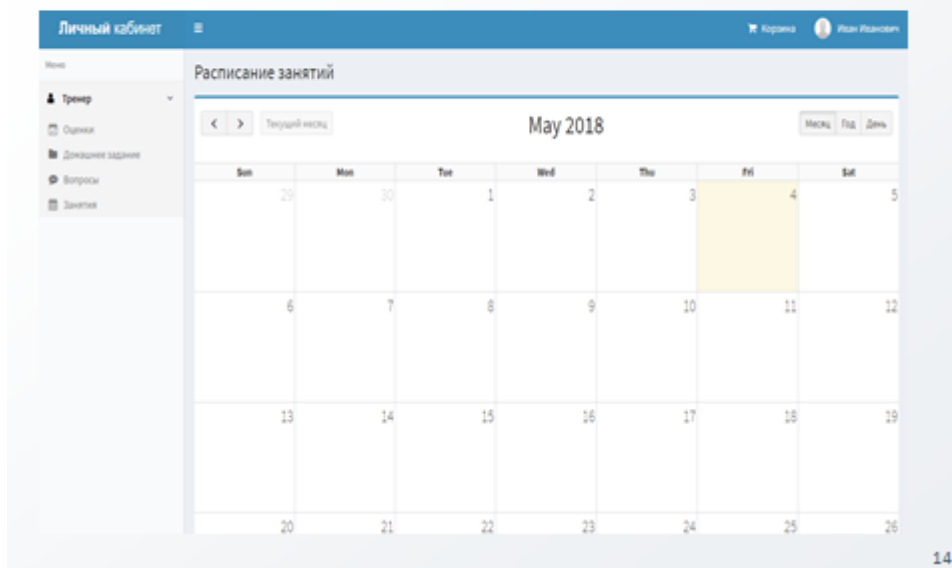 Личный кабинет
Корзина Иван Иванович
Меню
Расписание занятий
Тренер
Оценки
Домашнее задание
Вопросы
Занятия
Текущий месяц
May 2018
Месяц Год День
Sun Mon Tue Wed Thu Fri Sat
29 30 1 2 3 4 5
6 7 8 9 10 11 12
13 14 15 16 17 18 19
20 21 22 23 24 25 26
14